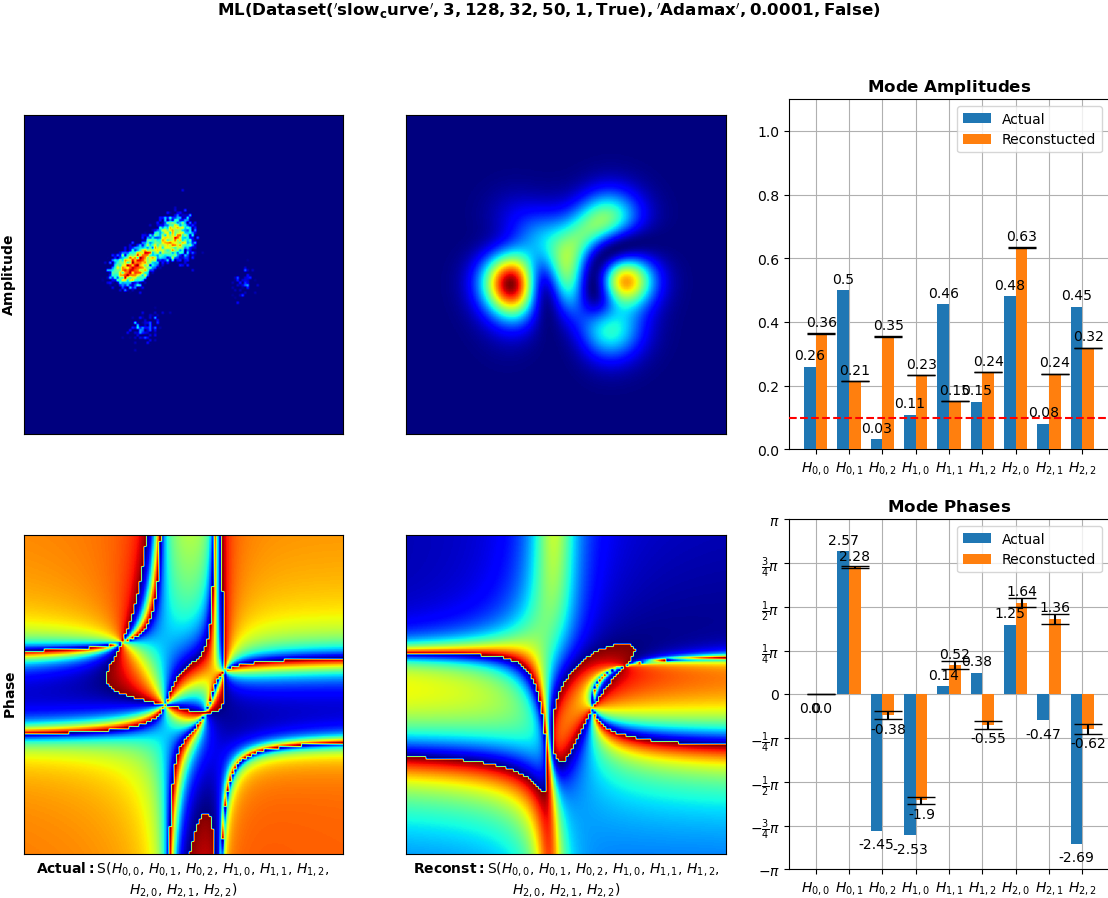 ML(Dataset('slow_curve', 3, 128, 32, 50, 1, True), 'Adamax', 0.0001, False)
Amplitude
Mode Amplitudes
Actual
Reconstucted
1.0
0.8
0.6
0.4
0.2
0.0
0.26 0.36 0.5 0.21 0.03 0.35 0.11 0.23 0.46 0.15 0.15 0.24 0.48 0.63 0.08 0.24 0.45 0.32
H0,0 H0,1 H0,2 H1,0 H1,1 H1,2 H2,0 H2,1 H2,2
Phase
Actual: S(H0,0, H0,1, H0,2, H1,0, H1,1, H1,2,
H2,0, H2,1, H2,2)
Reconst: S(H0,0, H0,1, H0,2, H1,0, H1,1, H1,2,
H2,0, H2,1, H2,2)
Mode Phases
Actual
Reconstucted
π
3/4π
1/2π
1/4π
0
−1/4π
−1/2π
−3/4π
−π
0.0 0.0 2.57 2.28 -2.45 -0.38 -2.53 -1.9 0.14 0.52 0.38 -0.55 1.25 1.64 -0.47 1.36 -2.69 -0.62
H0,0 H0,1 H0,2 H1,0 H1,1 H1,2 H2,0 H2,1 H2,2